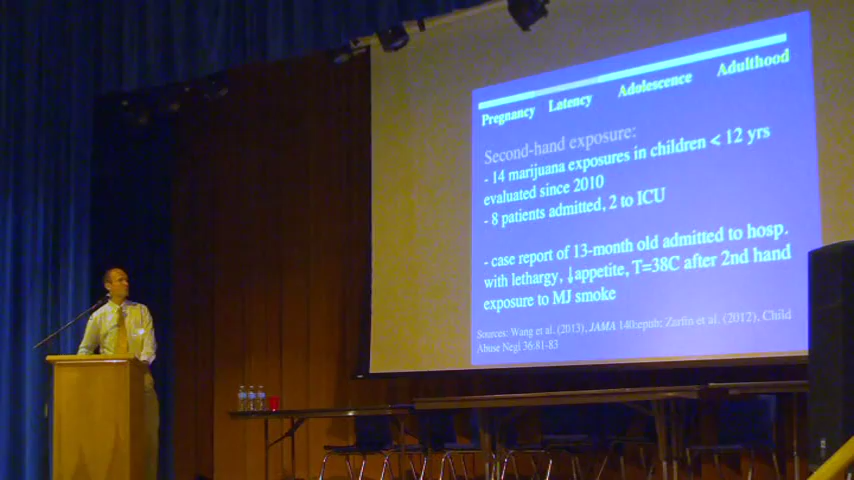 Pregnancy Latency Adolescence Adulthood
Second-hand exposure:
- 14 marijuana exposures in children < 12 yrs
evaluated since 2010
- 8 patients admitted, 2 to ICU
- case report of 13-month old admitted to hosp.
with lethargy, ↓appetite, T=38C after 2nd hand
exposure to MJ smoke
Sources: Wang et al. (2013), JAMA 140:epub; Zarfin et al. (2012), Child
Abuse Negl 36:81-83